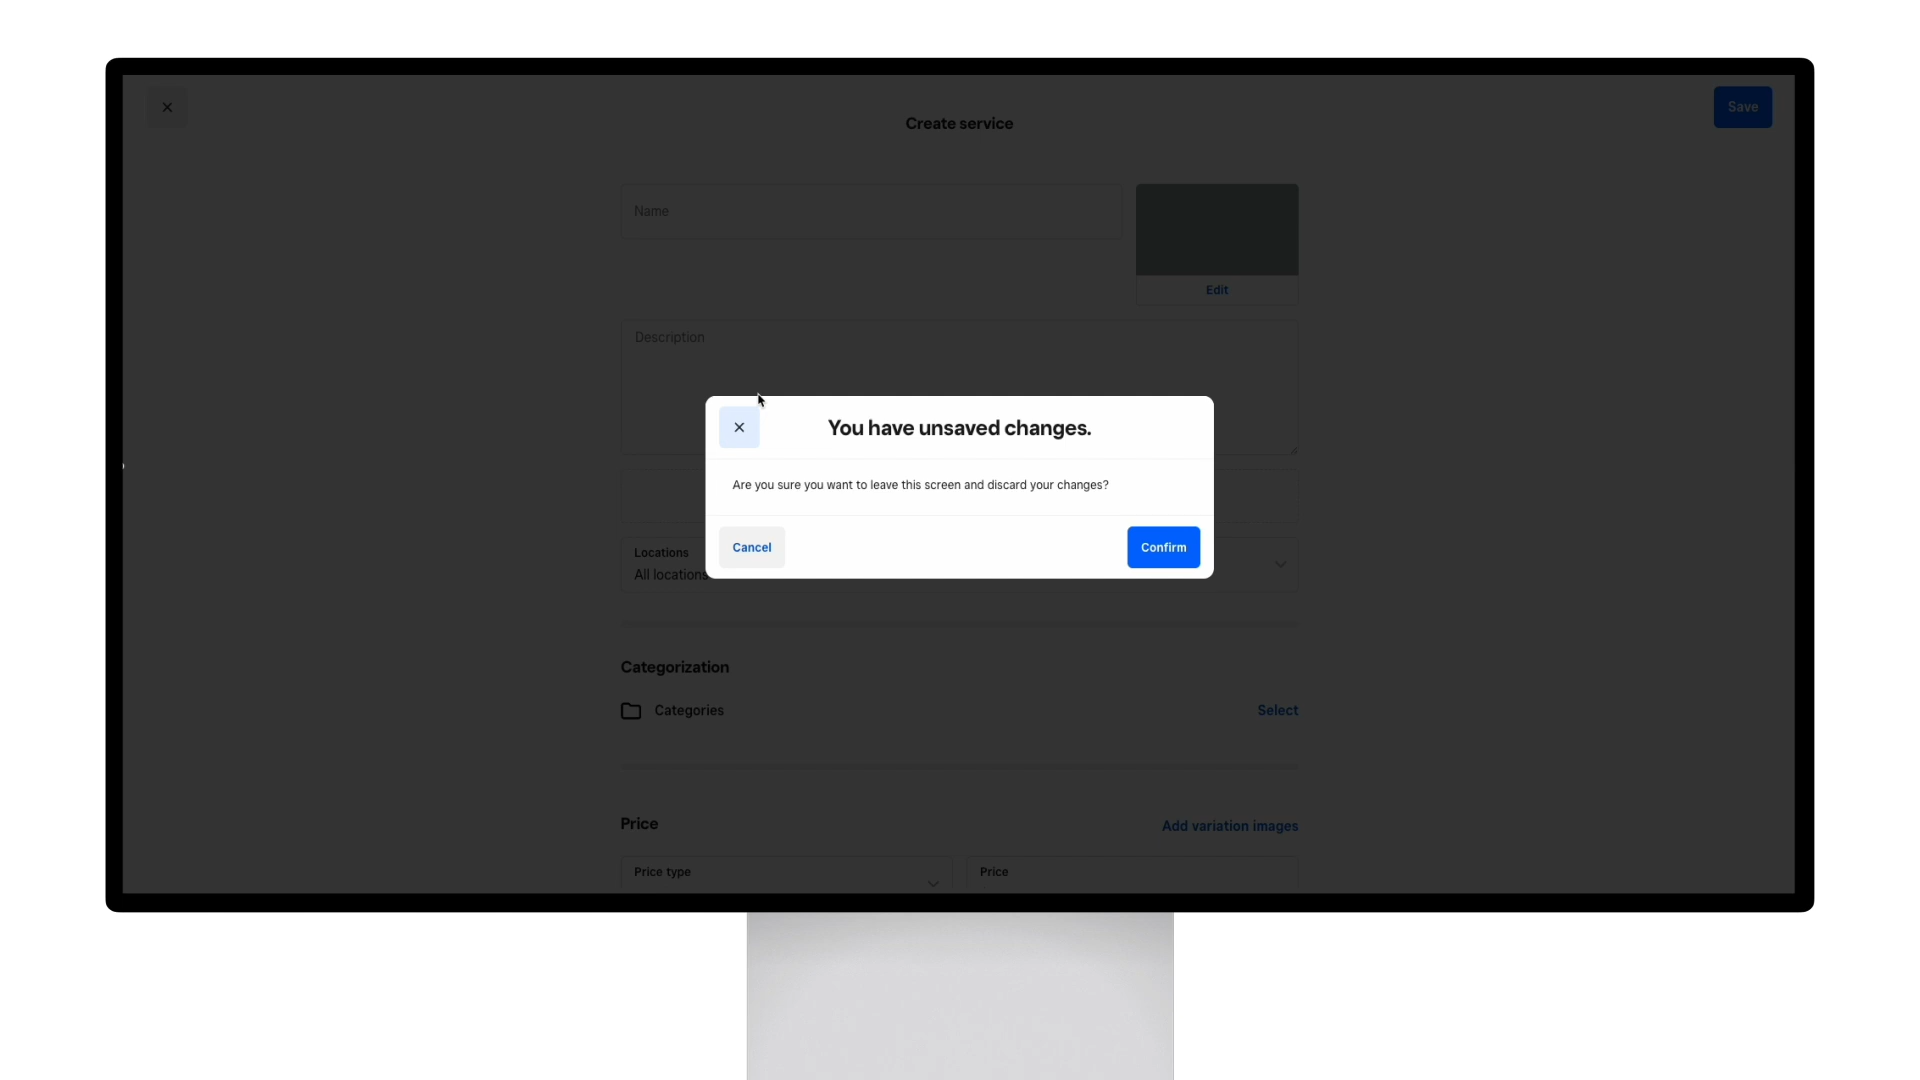 Save
Create service
Name
Edit
Description
You have unsaved changes.
Are you sure you want to leave this screen and discard your changes?
Cancel
Confirm
Locations
All locations
Categorization
Categories
Select
Price
Add variation images
Price type
Price